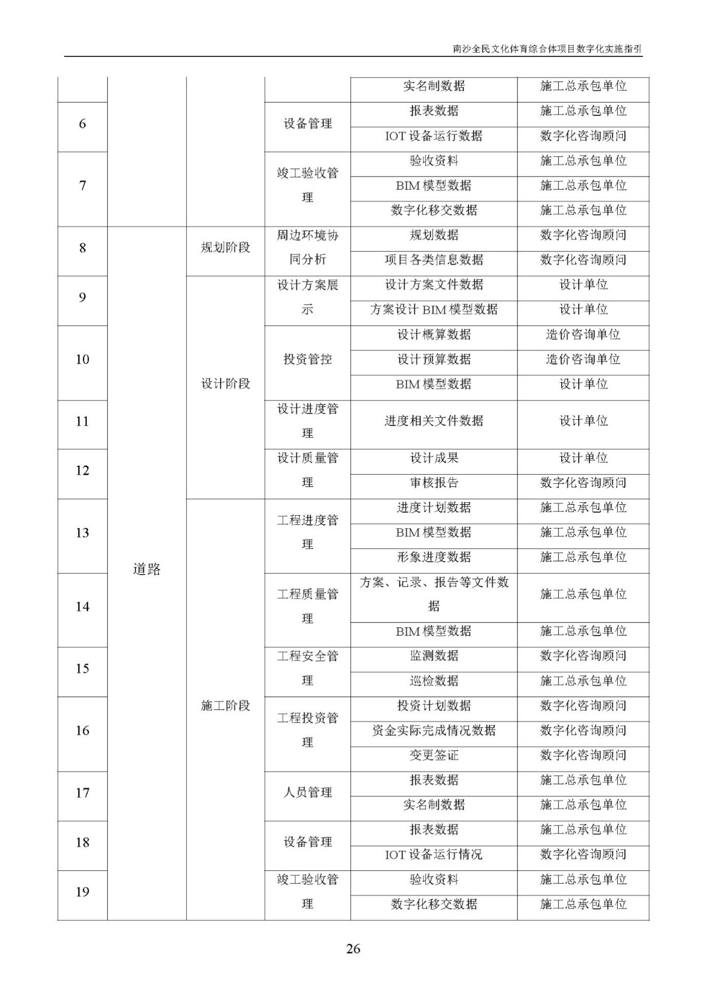 南沙全民文化体育综合体项目数字化实施指引
实名制数据 施工总承包单位
6 设备管理 报表数据 施工总承包单位
IOT 设备运行数据 数字化咨询顾问
7 竣工验收管
理
验收资料 施工总承包单位
BIM 模型数据 施工总承包单位
数字化移交数据 施工总承包单位
道路
8 规划阶段 周边环境协
同分析
规划数据 数字化咨询顾问
项目各类信息数据 数字化咨询顾问
设计阶段
9 设计方案展
示
设计方案文件数据 设计单位
方案设计 BIM 模型数据 设计单位
10 投资管控 设计概算数据 造价咨询单位
设计预算数据 造价咨询单位
BIM 模型数据 设计单位
11 设计进度管
理
进度相关文件数据 设计单位
12 设计质量管
理
设计成果 设计单位
审核报告 数字化咨询顾问
施工阶段
13 工程进度管
理
进度计划数据 施工总承包单位
BIM 模型数据 施工总承包单位
形象进度数据 施工总承包单位
14 工程质量管
理
方案、记录、报告等文件数
据
施工总承包单位
BIM 模型数据 施工总承包单位
15 工程安全管
理
监测数据 数字化咨询顾问
巡检数据 施工总承包单位
16 工程投资管
理
投资计划数据 数字化咨询顾问
资金实际完成情况数据 数字化咨询顾问
变更签证 数字化咨询顾问
17 人员管理 报表数据 施工总承包单位
实名制数据 施工总承包单位
18 设备管理 报表数据 施工总承包单位
IOT 设备运行情况 数字化咨询顾问
19 竣工验收管
理
验收资料 施工总承包单位
数字化移交数据 施工总承包单位
26